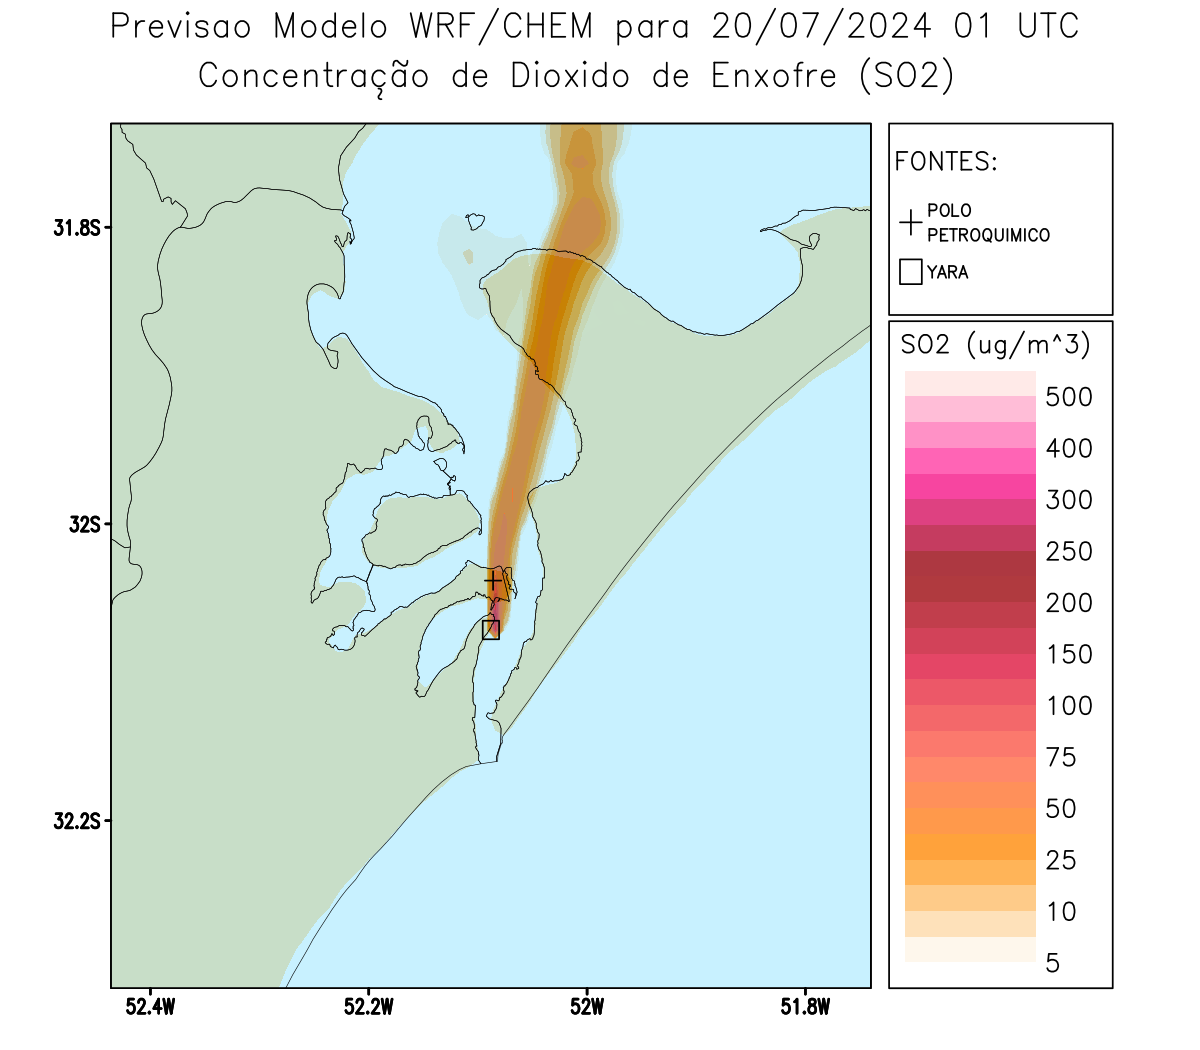 Previsao Modelo WRF/CHEM para 20/07/2024 01 UTC
Concentração de Dioxido de Enxofre (SO2)
FONTES:
POLO
PETROQUIMICO
YARA
31.8S
32S
32.2S
52.4W
52.2W
52W
51.8W
SO2 (ug/m^3)
500
400
300
250
200
150
100
75
50
25
10
5